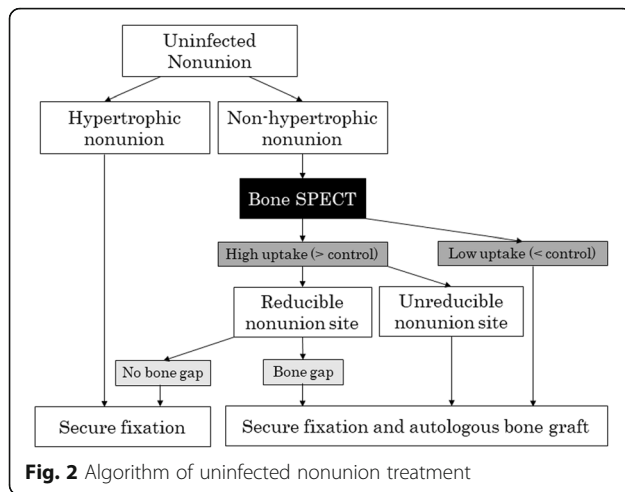 Uninfected
Nonunion
Hypertrophic
nonunion
Non-hypertrophic
nonunion
Bone SPECT
High uptake (> control)
Low uptake (< control)
Reducible
nonunion site
Unreducible
nonunion site
No bone gap
Bone gap
Secure fixation
Secure fixation and autologous bone graft
Fig. 2 Algorithm of uninfected nonunion treatment